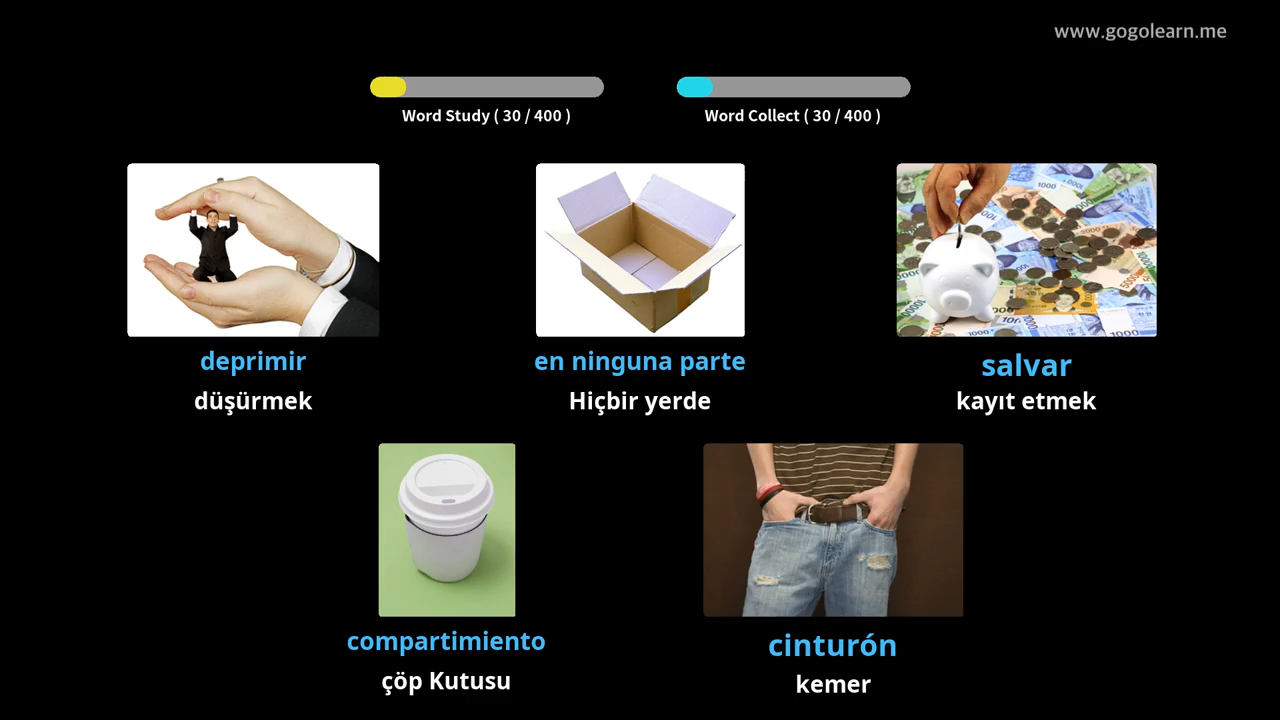 www.gogolearn.me
Word Study ( 30 / 400 )
Word Collect ( 30 / 400 )
deprimir
düşürmek
en ninguna parte
Hiçbir yerde
salvar
kayıt etmek
compartimiento
çöp Kutusu
cinturón
kemer